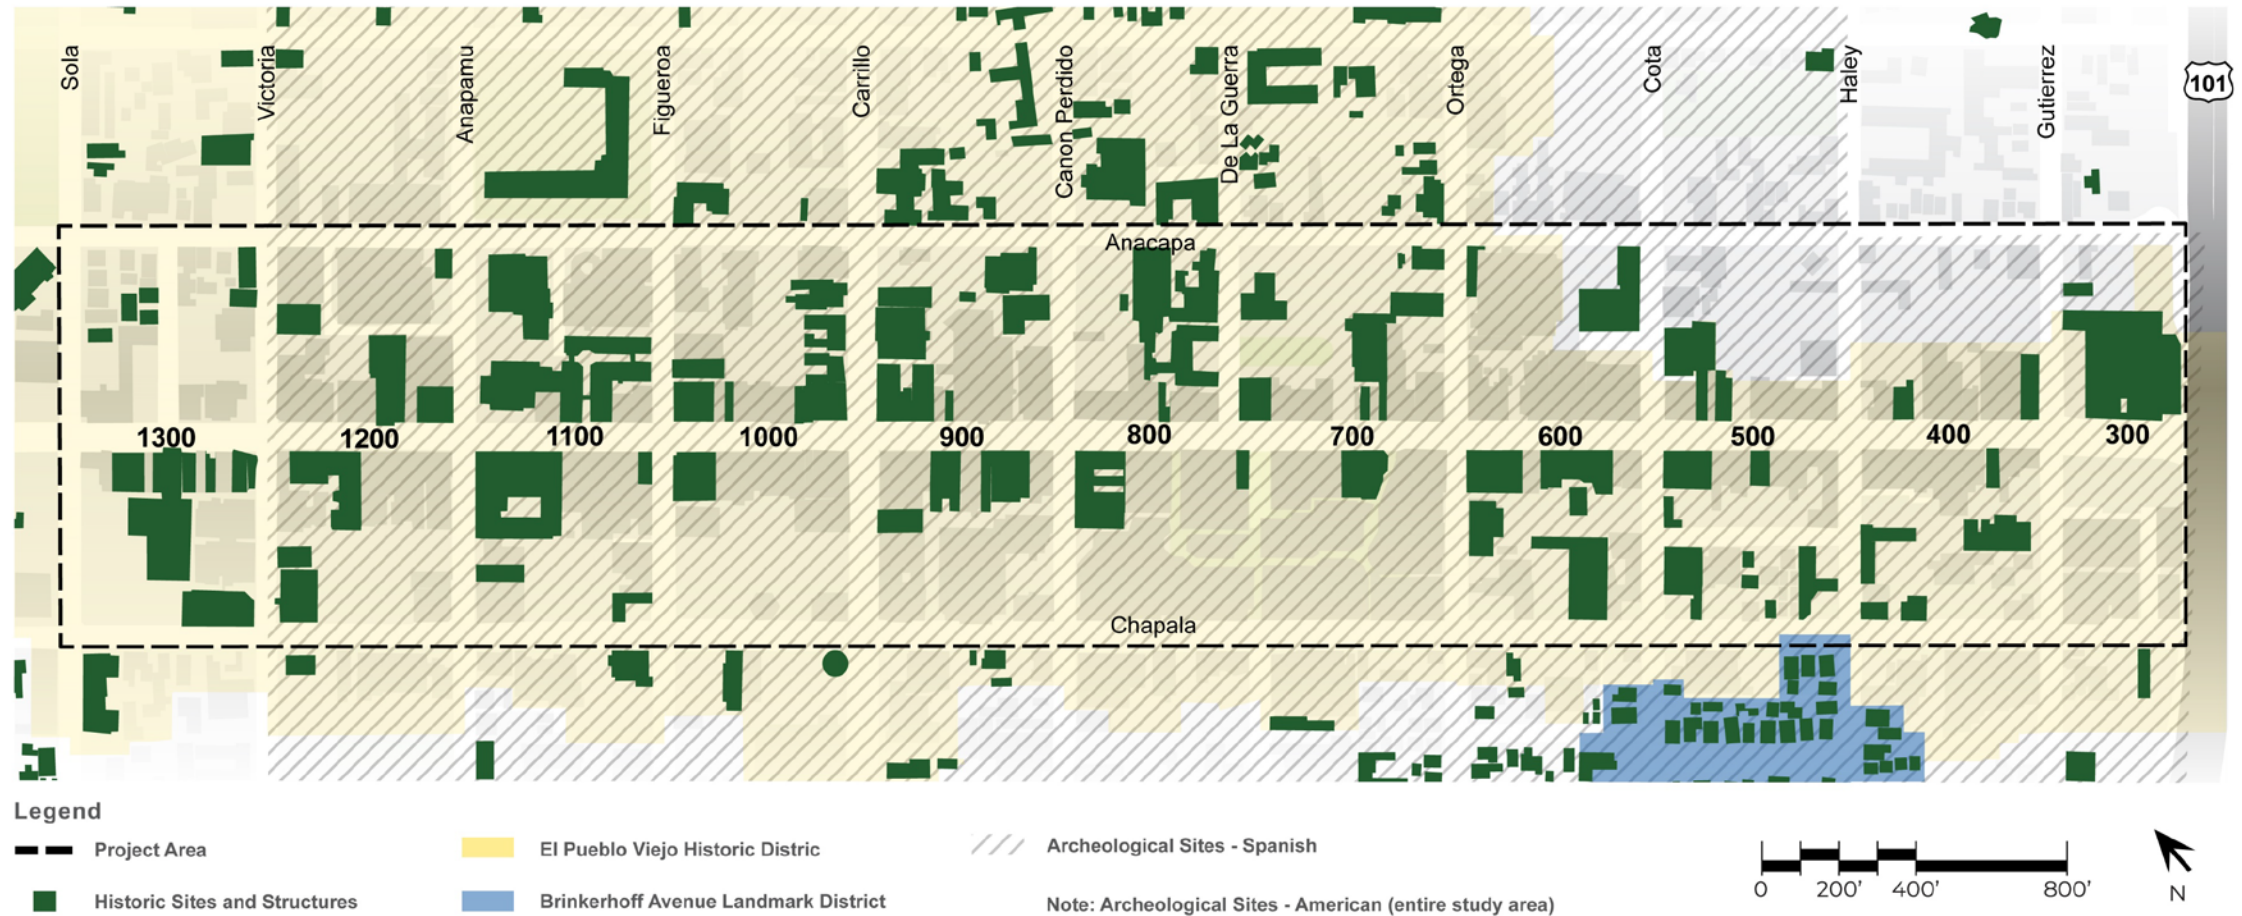 Sola
Victoria
Anapamu
Figueroa
Carrillo
Canon Perdido
De La Guerra
Ortega
Cota
Haley
Gutierrez
101
Anacapa
1300
1200
1100
1000
900
800
700
600
500
400
300
Chapala
Legend
Project Area
El Pueblo Viejo Historic Distric
Archeological Sites - Spanish
Historic Sites and Structures
Brinkerhoff Avenue Landmark District
Note: Archeological Sites - American (entire study area)
0 200' 400' 800'
N